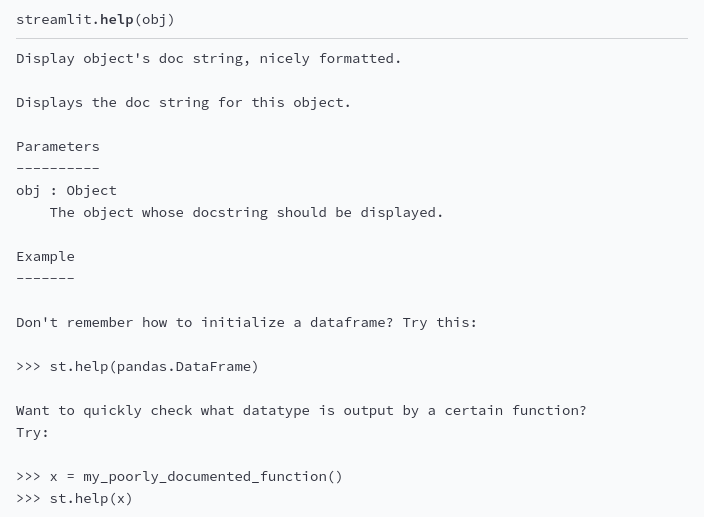 streamlit.help(obj)
Display object's doc string, nicely formatted.
Displays the doc string for this object.
Parameters
----------
obj : Object
    The object whose docstring should be displayed.
Example
-------
Don't remember how to initialize a dataframe? Try this:
>>> st.help(pandas.DataFrame)
Want to quickly check what datatype is output by a certain function?
Try:
>>> x = my_poorly_documented_function()
>>> st.help(x)